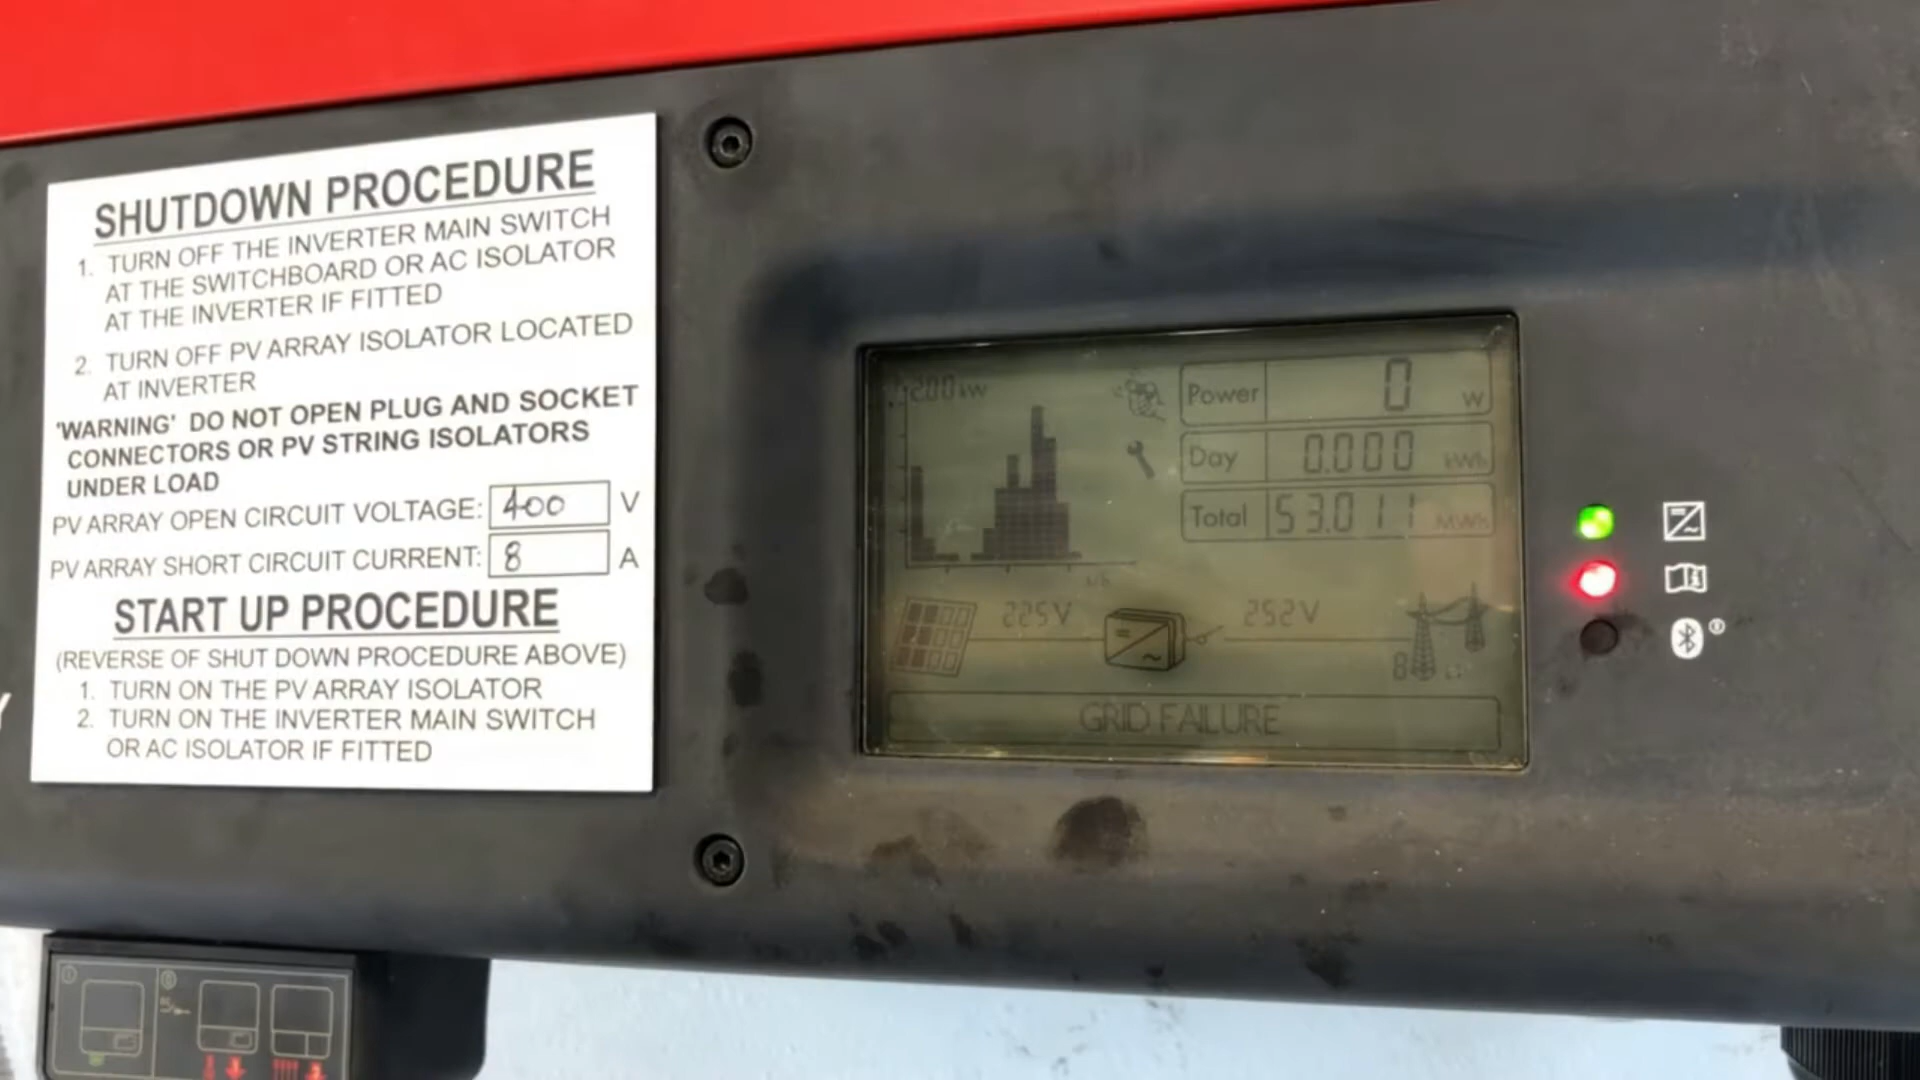 SHUTDOWN PROCEDURE
1. TURN OFF THE INVERTER MAIN SWITCH
AT THE SWITCHBOARD OR AC ISOLATOR
AT THE INVERTER IF FITTED
2. TURN OFF PV ARRAY ISOLATOR LOCATED
AT INVERTER
'WARNING' DO NOT OPEN PLUG AND SOCKET
CONNECTORS OR PV STRING ISOLATORS
UNDER LOAD
PV ARRAY OPEN CIRCUIT VOLTAGE: 400 V
PV ARRAY SHORT CIRCUIT CURRENT: 8 A
START UP PROCEDURE
(REVERSE OF SHUT DOWN PROCEDURE ABOVE)
1. TURN ON THE PV ARRAY ISOLATOR
2. TURN ON THE INVERTER MAIN SWITCH
OR AC ISOLATOR IF FITTED
Power 0 W
Day 0.000 kWh
Total 53.011 MWh
225V 252V
GRID FAILURE